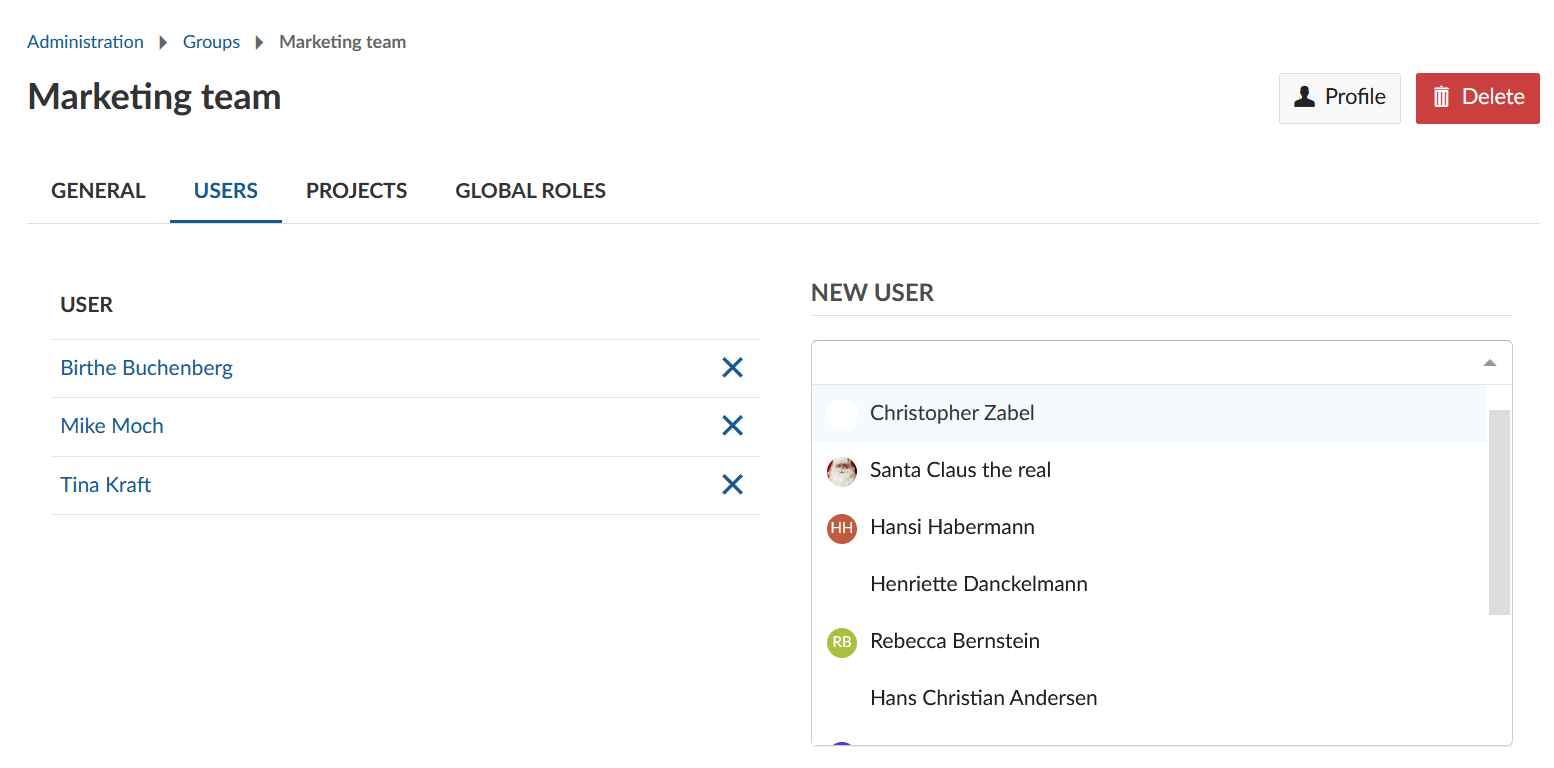 Administration Groups Marketing team
Marketing team
Profile Delete
GENERAL USERS PROJECTS GLOBAL ROLES
USER
Birthe Buchenberg
Mike Moch
Tina Kraft
NEW USER
Christopher Zabel
Santa Claus the real
HH Hansi Habermann
Henriette Danckelmann
RB Rebecca Bernstein
Hans Christian Andersen